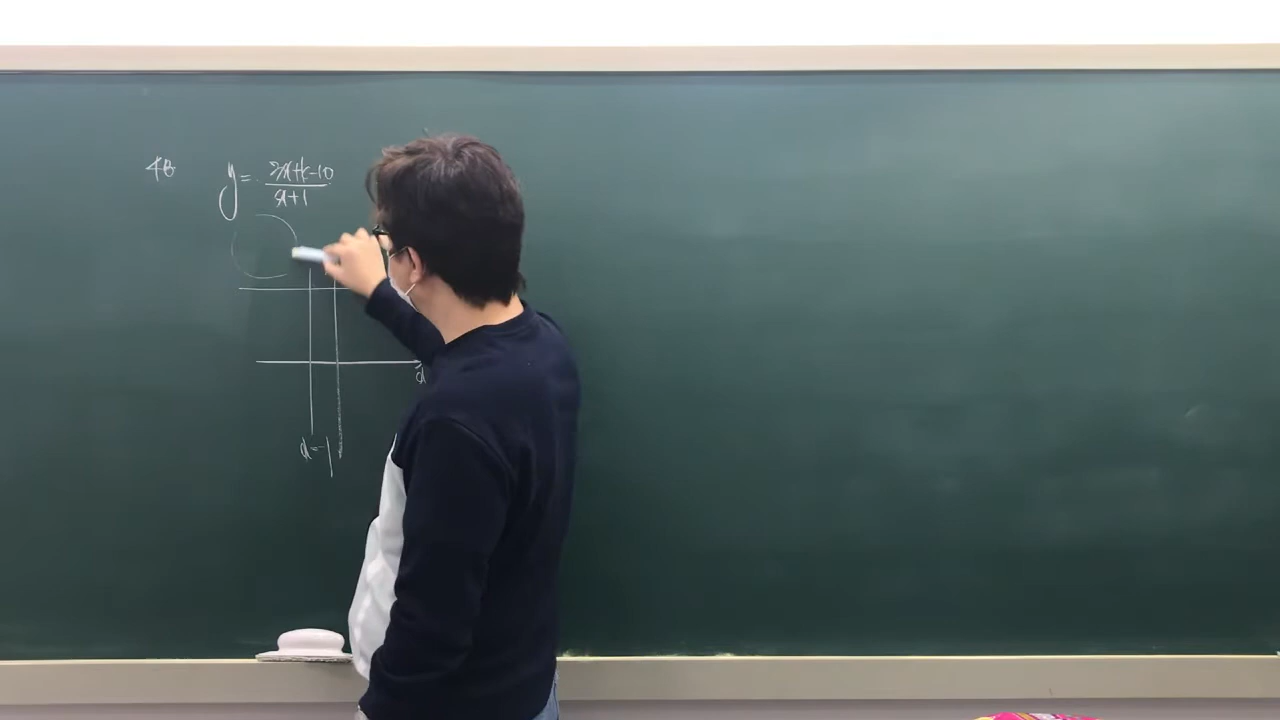 48 y = 3x+k-10 / x+1
x
x=-1